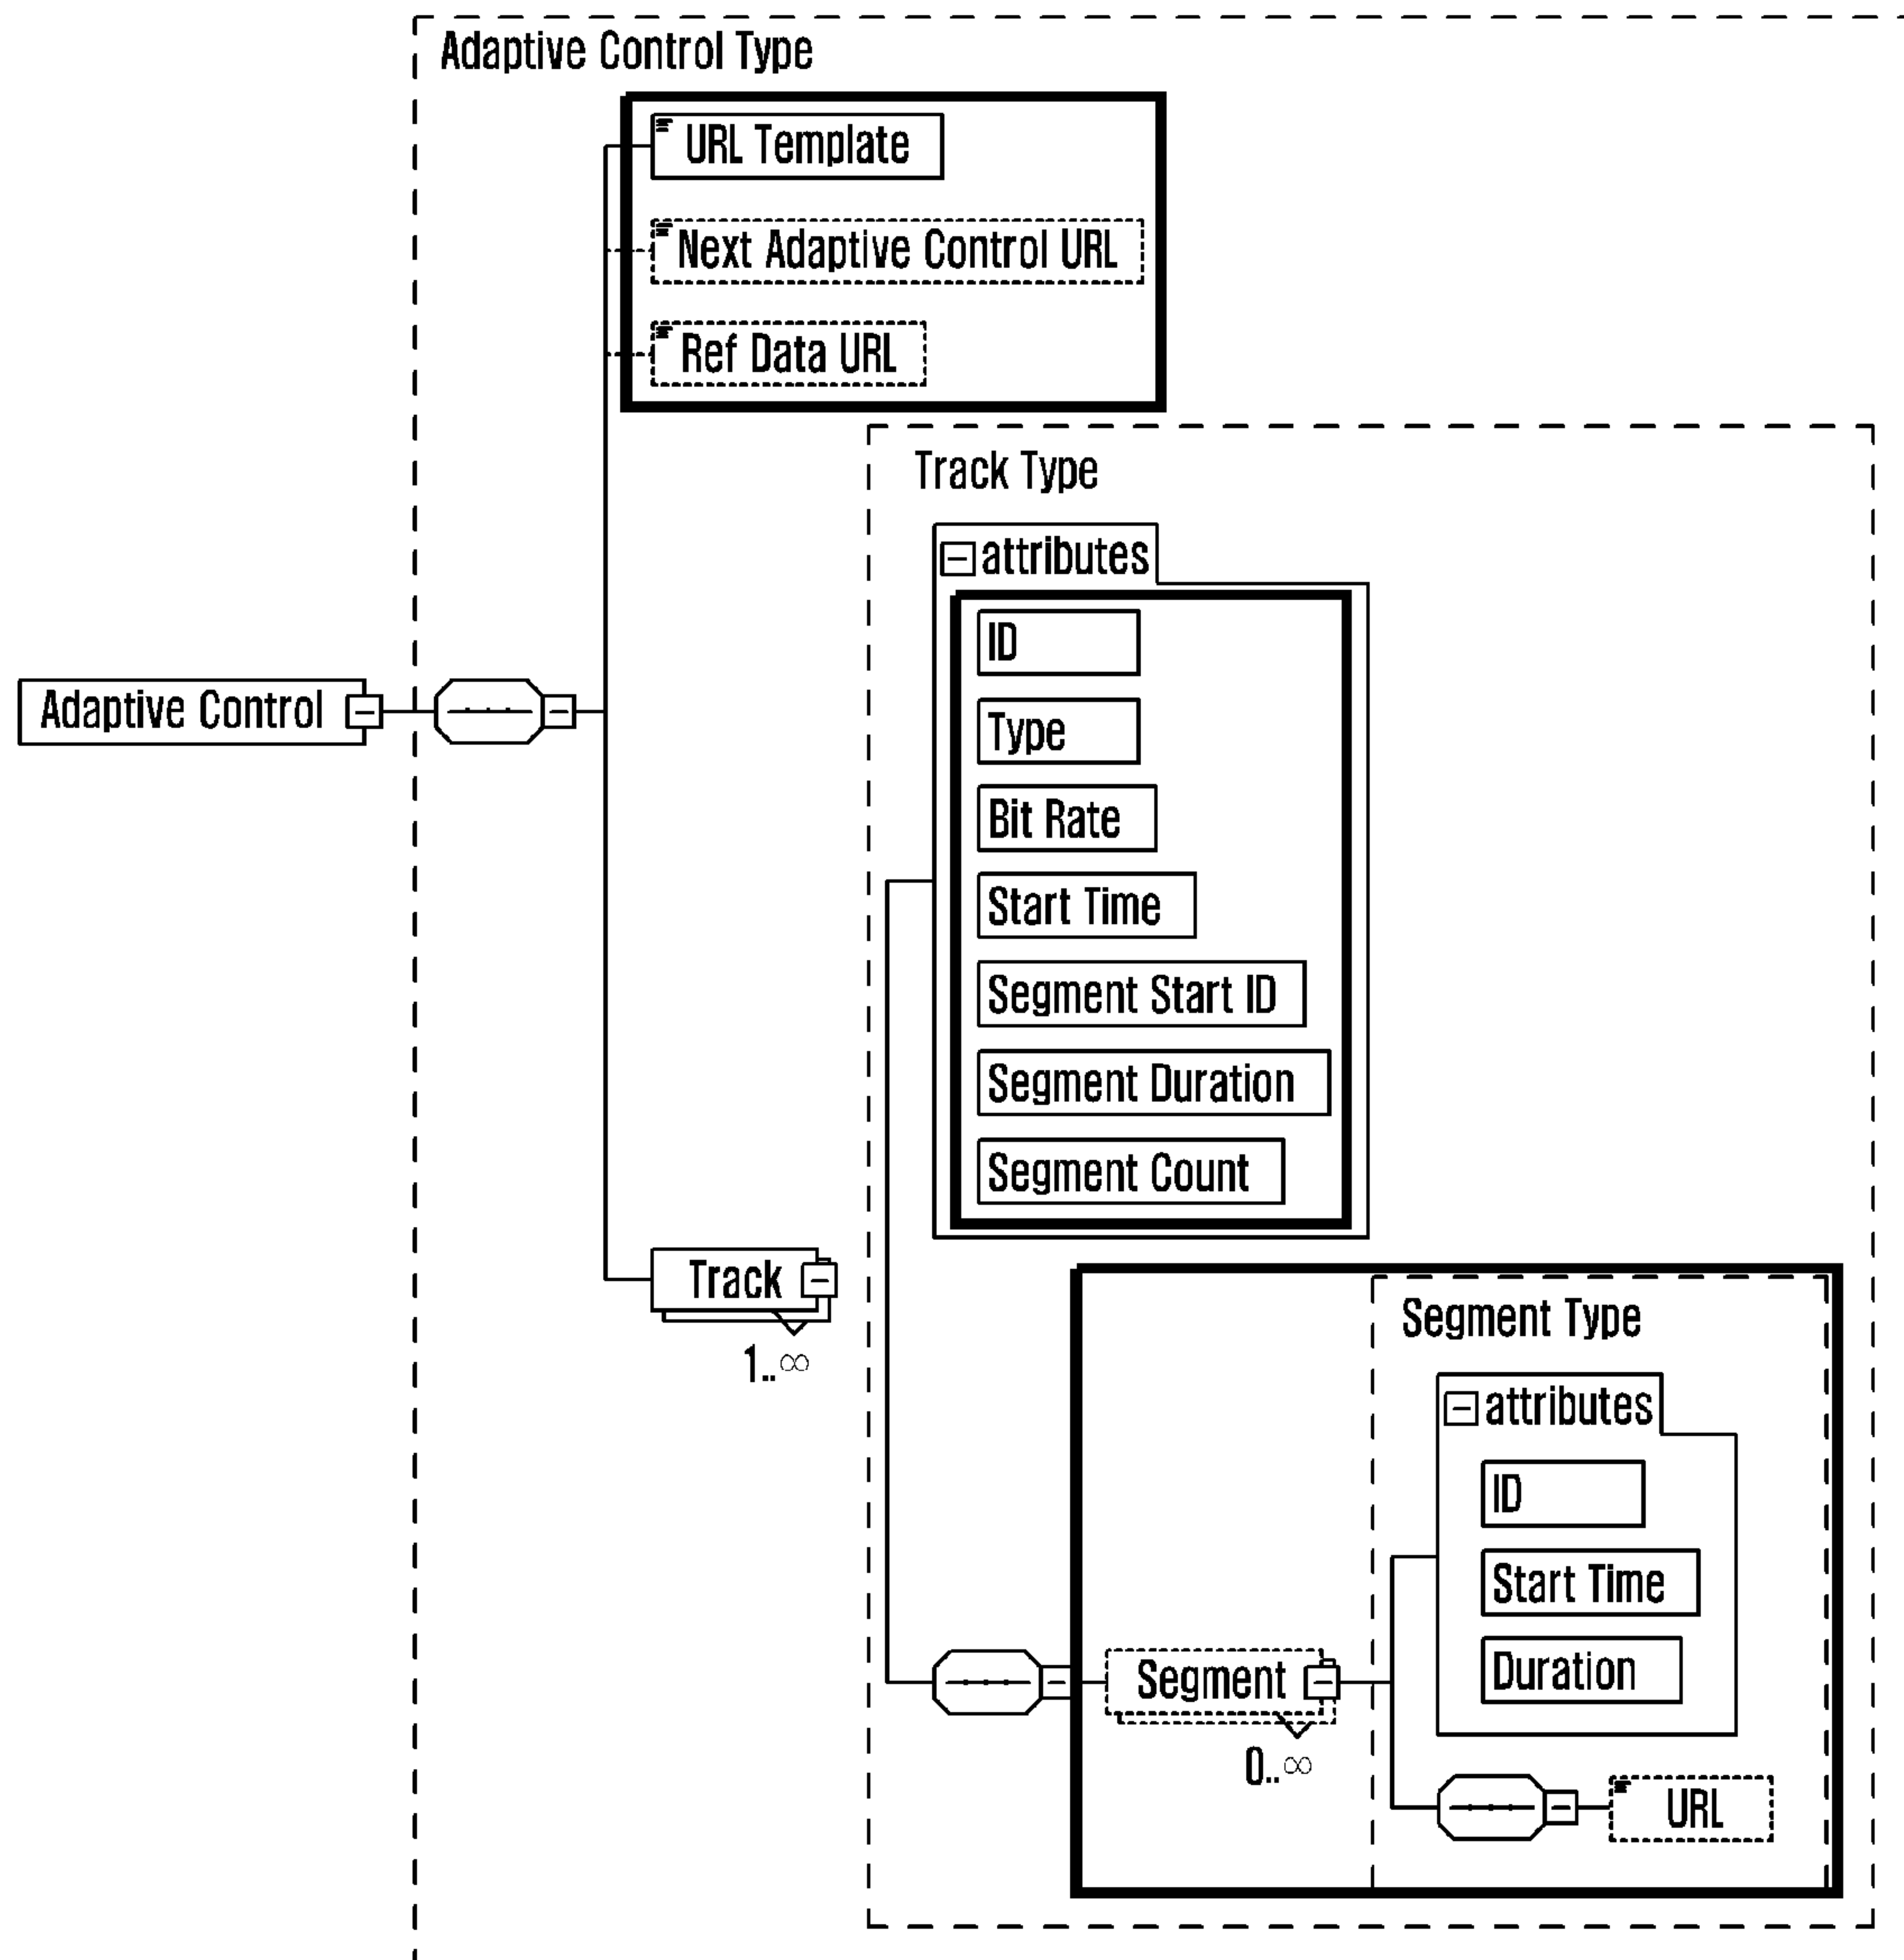 Adaptive Control Type
URL Template
Next Adaptive Control URL
Ref Data URL
Track Type
attributes
ID
Type
Bit Rate
Adaptive Control
Start Time
Segment Start ID
Segment Duration
Segment Count
Track
1..∞
Segment Type
attributes
ID
Start Time
Duration
Segment
0..∞
URL